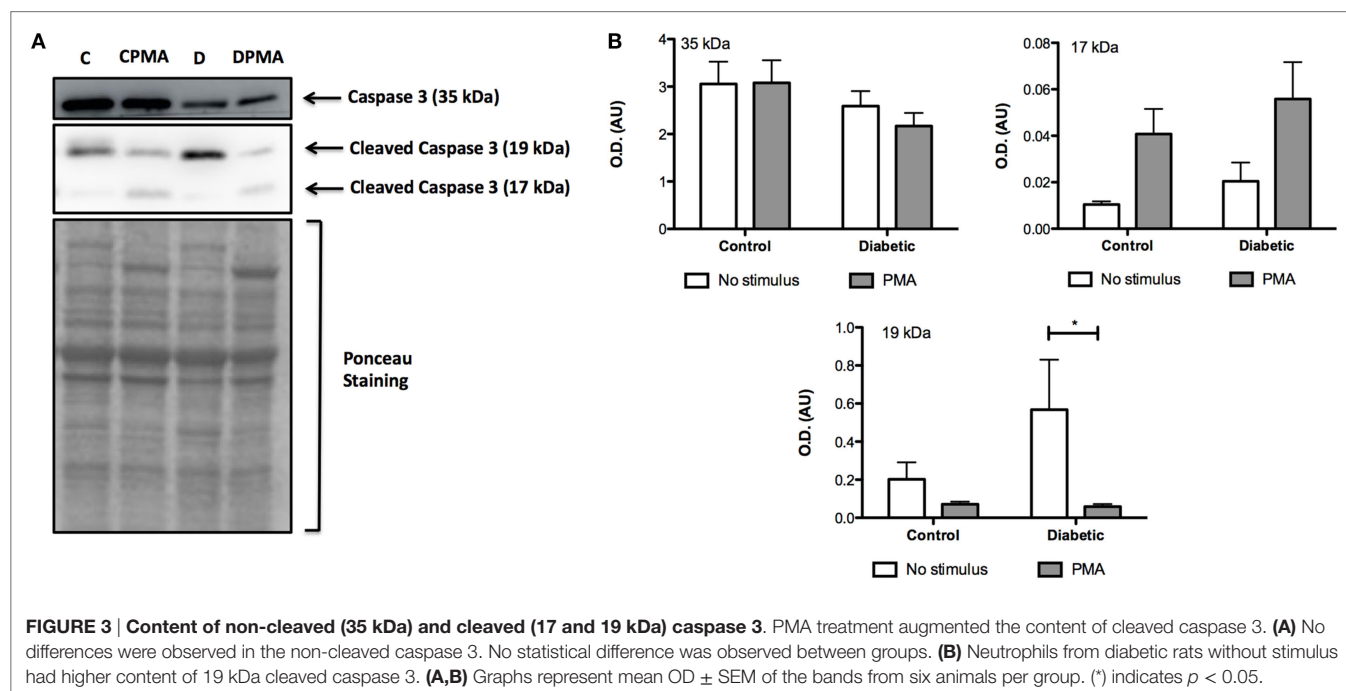 A
C CPMA D DPMA
Caspase 3 (35 kDa)
Cleaved Caspase 3 (19 kDa)
Cleaved Caspase 3 (17 kDa)
Ponceau
Staining
B
35 kDa
O.D. (AU)
4
3
2
1
0
Control Diabetic
No stimulus PMA
17 kDa
O.D. (AU)
0.08
0.06
0.04
0.02
0.00
Control Diabetic
No stimulus PMA
19 kDa
O.D. (AU)
1.0
0.8
0.6
0.4
0.2
0.0
*
Control Diabetic
No stimulus PMA
FIGURE 3 | Content of non-cleaved (35 kDa) and cleaved (17 and 19 kDa) caspase 3. PMA treatment augmented the content of cleaved caspase 3. (A) No
differences were observed in the non-cleaved caspase 3. No statistical difference was observed between groups. (B) Neutrophils from diabetic rats without stimulus
had higher content of 19 kDa cleaved caspase 3. (A,B) Graphs represent mean OD ± SEM of the bands from six animals per group. (*) indicates p < 0.05.